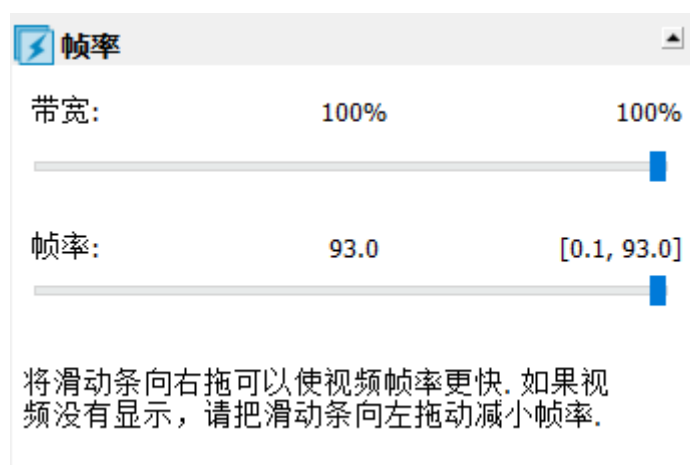 帧率
带宽: 100% 100%
帧率: 93.0 [0.1, 93.0]
将滑动条向右拖可以使视频帧率更快. 如果视
频没有显示，请把滑动条向左拖动减小帧率.